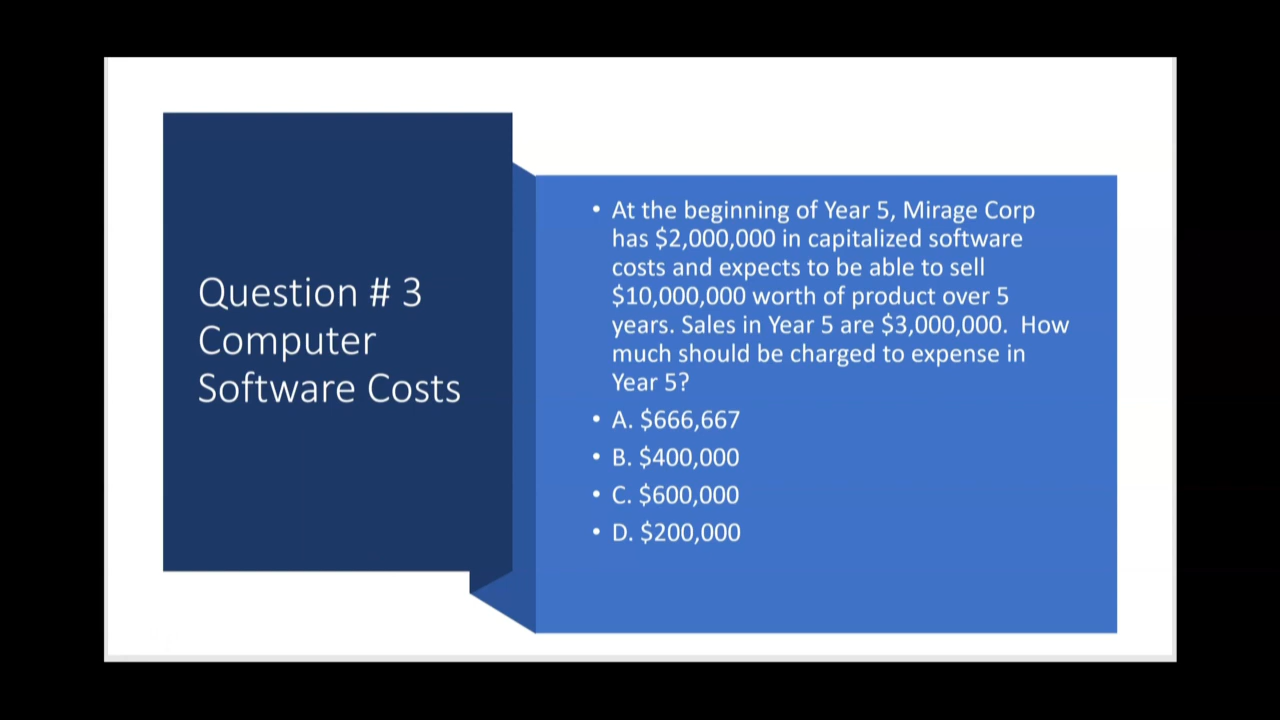 Question # 3
Computer
Software Costs
• At the beginning of Year 5, Mirage Corp
has $2,000,000 in capitalized software
costs and expects to be able to sell
$10,000,000 worth of product over 5
years. Sales in Year 5 are $3,000,000.  How
much should be charged to expense in
Year 5?
• A. $666,667
• B. $400,000
• C. $600,000
• D. $200,000